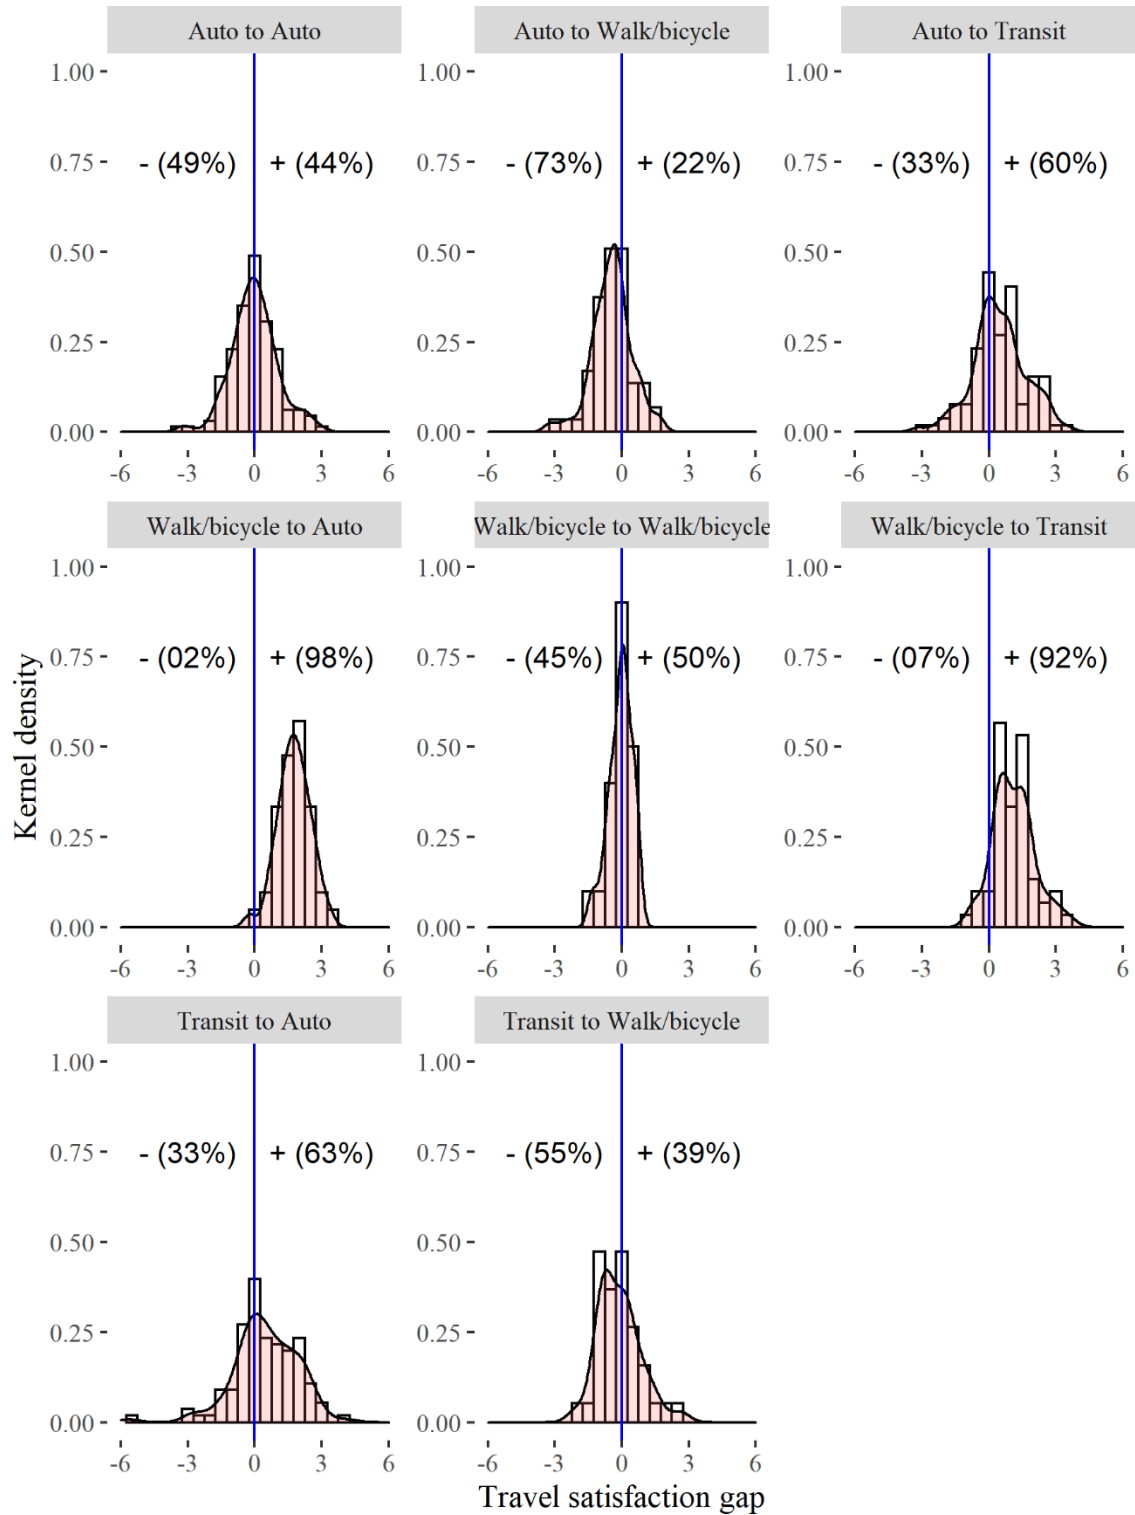 Auto to Auto
Auto to Walk/bicycle
Auto to Transit
1.00
1.00
1.00
0.75
- (49%) + (44%)
0.75
- (73%) + (22%)
0.75
- (33%) + (60%)
0.50
0.50
0.50
0.25
0.25
0.25
0.00
0.00
0.00
-6 -3 0 3 6
-6 -3 0 3 6
-6 -3 0 3 6
Walk/bicycle to Auto
Walk/bicycle to Walk/bicycle
Walk/bicycle to Transit
1.00
1.00
1.00
Kernel density
0.75
- (02%) + (98%)
0.75
- (45%) + (50%)
0.75
- (07%) + (92%)
0.50
0.50
0.50
0.25
0.25
0.25
0.00
0.00
0.00
-6 -3 0 3 6
-6 -3 0 3 6
-6 -3 0 3 6
Transit to Auto
Transit to Walk/bicycle
1.00
1.00
0.75
- (33%) + (63%)
0.75
- (55%) + (39%)
0.50
0.50
0.25
0.25
0.00
0.00
-6 -3 0 3 6
-6 -3 0 3 6
Travel satisfaction gap